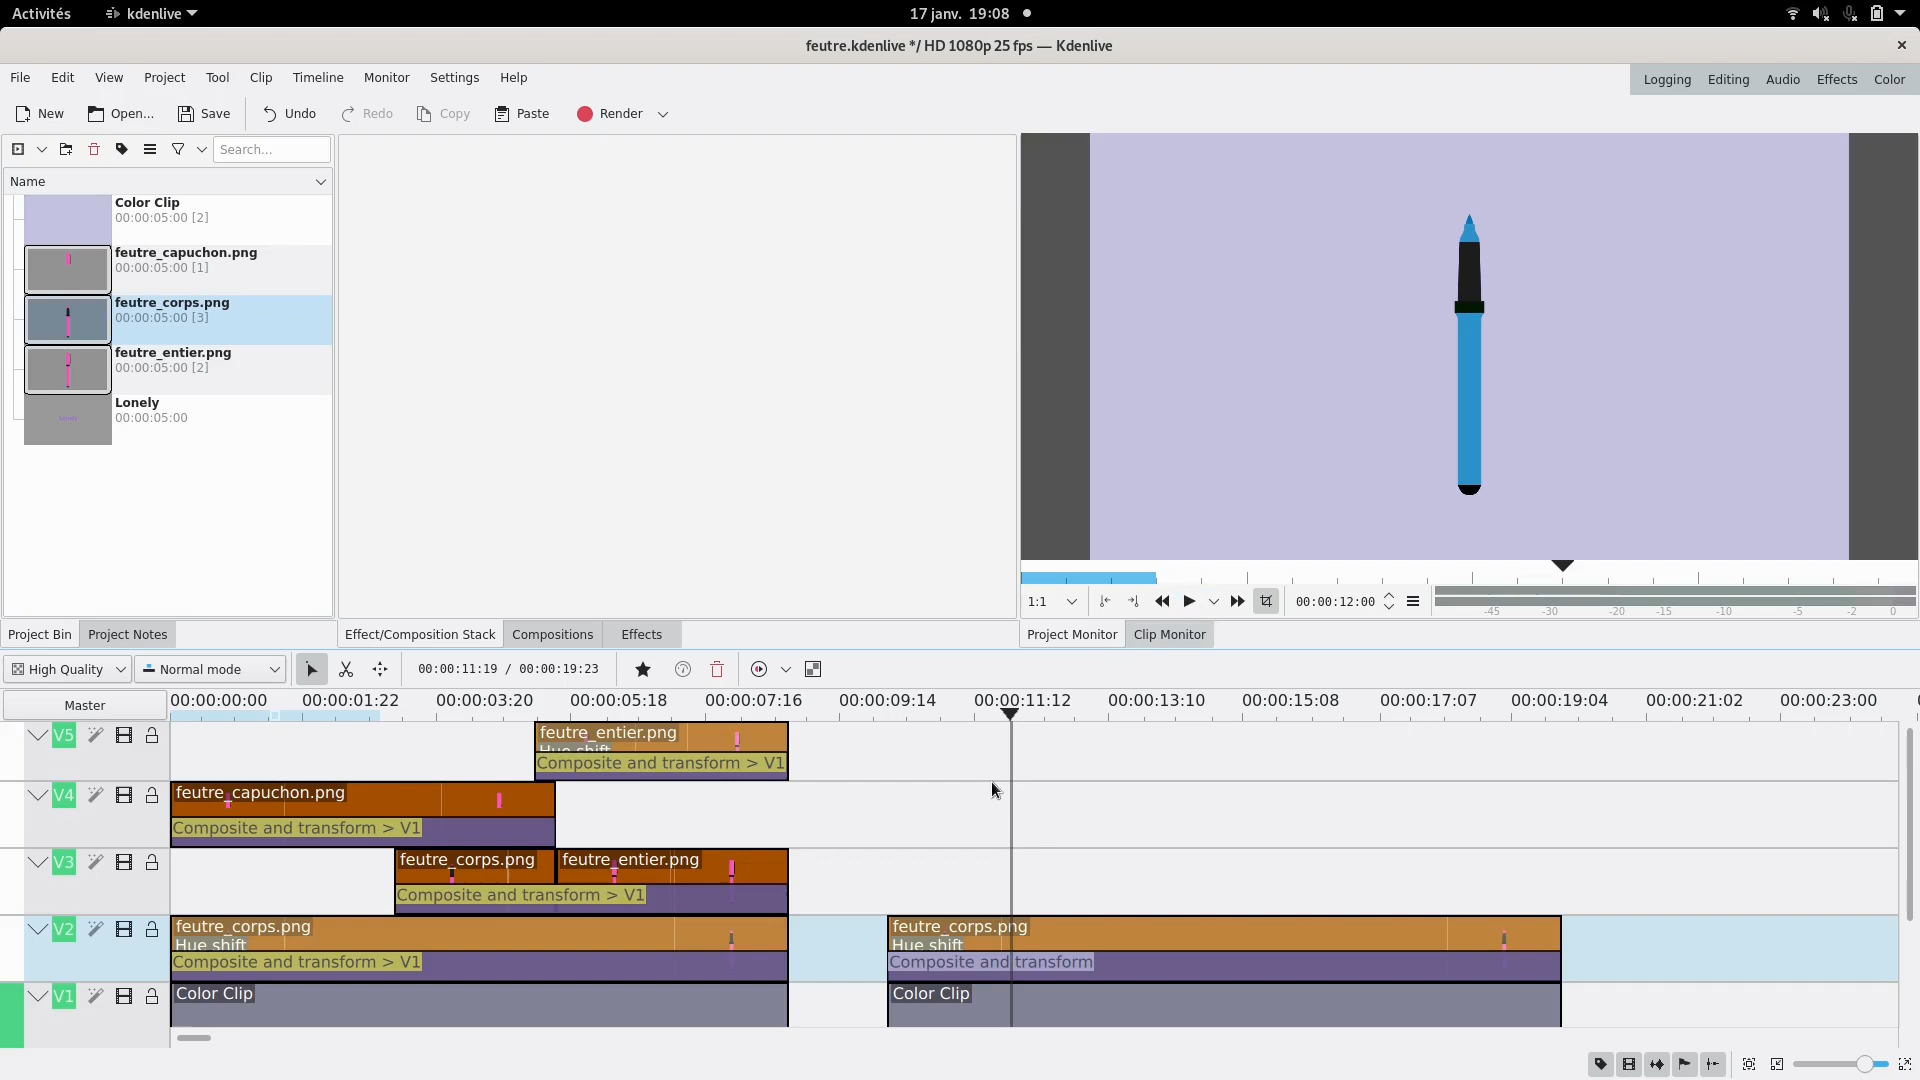 Activités kdenlive 17 janv. 19:08
feutre.kdenlive */ HD 1080p 25 fps — Kdenlive
File Edit View Project Tool Clip Timeline Monitor Settings Help
Logging Editing Audio Effects Color
New Open... Save Undo Redo Copy Paste Render
Search...
Name
Color Clip
00:00:05:00 [2]
feutre_capuchon.png
00:00:05:00 [1]
feutre_corps.png
00:00:05:00 [3]
feutre_entier.png
00:00:05:00 [2]
Lonely
00:00:05:00
1:1 00:00:12:00
-45 -30 -20 -15 -10 -5 -2 0
Project Bin Project Notes Effect/Composition Stack Compositions Effects Project Monitor Clip Monitor
High Quality Normal mode 00:00:11:19 / 00:00:19:23
Master 00:00:00:00 00:00:01:22 00:00:03:20 00:00:05:18 00:00:07:16 00:00:09:14 00:00:11:12 00:00:13:10 00:00:15:08 00:00:17:07 00:00:19:04 00:00:21:02 00:00:23:00
V5 feutre_entier.png
Hue shift
Composite and transform > V1
V4 feutre_capuchon.png
Composite and transform > V1
V3 feutre_corps.png feutre_entier.png
Composite and transform > V1
V2 feutre_corps.png feutre_corps.png
Hue shift Hue shift
Composite and transform > V1 Composite and transform
V1 Color Clip Color Clip